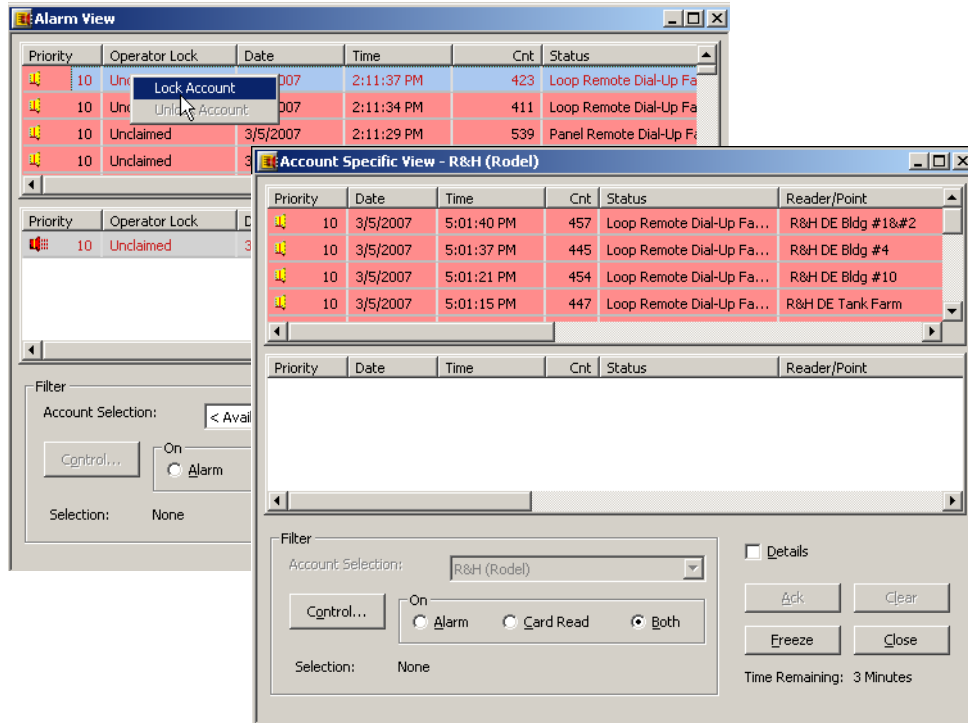 Alarm View
Priority Operator Lock Date Time Cnt Status
10 2:11:37 PM 423 Loop Remote Dial-Up Fa
Lock Account
10 2:11:34 PM 411 Loop Remote Dial-Up Fa
Unlock Account
10 Unclaimed 3/5/2007 2:11:29 PM 539 Panel Remote Dial-Up Fa
10 Unclaimed
Priority Operator Lock
10 Unclaimed
Filter
Account Selection: < Avail
Control...
On
Alarm
Selection: None
Account Specific View - R&H (Rodel)
Priority Date Time Cnt Status Reader/Point
10 3/5/2007 5:01:40 PM 457 Loop Remote Dial-Up Fa... R&H DE Bldg #1&#2
10 3/5/2007 5:01:37 PM 445 Loop Remote Dial-Up Fa... R&H DE Bldg #4
10 3/5/2007 5:01:21 PM 454 Loop Remote Dial-Up Fa... R&H DE Bldg #10
10 3/5/2007 5:01:15 PM 447 Loop Remote Dial-Up Fa... R&H DE Tank Farm
Priority Date Time Cnt Status Reader/Point
Filter
Account Selection: R&H (Rodel)
Control...
On
Alarm Card Read Both
Selection: None
Details
Ack Clear
Freeze Close
Time Remaining: 3 Minutes